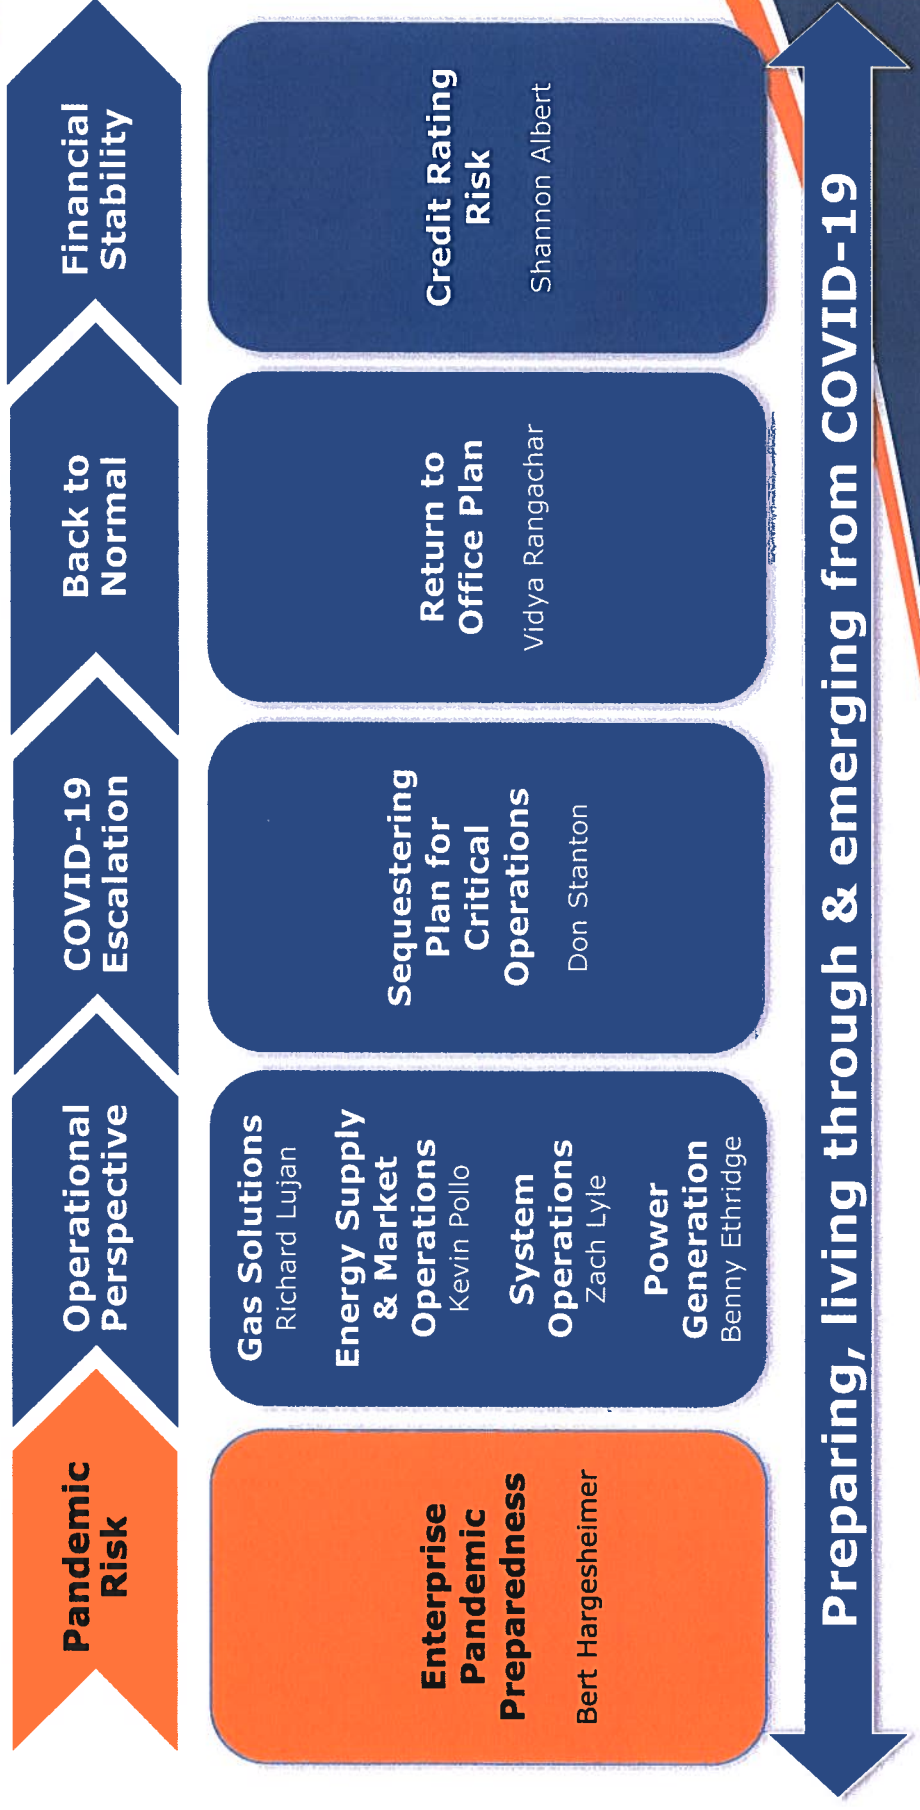 Pandemic
Risk
Operational
Perspective
COVID-19
Escalation
Back to
Normal
Financial
Stability
Enterprise
Pandemic
Preparedness
Bert Hargesheimer
Gas Solutions
Richard Lujan
Energy Supply
& Market
Operations
Kevin Pollo
System
Operations
Zach Lyle
Power
Generation
Benny Ethridge
Sequestering
Plan for
Critical
Operations
Don Stanton
Return to
Office Plan
Vidya Rangachar
Credit Rating
Risk
Shannon Albert
Preparing, living through & emerging from COVID-19